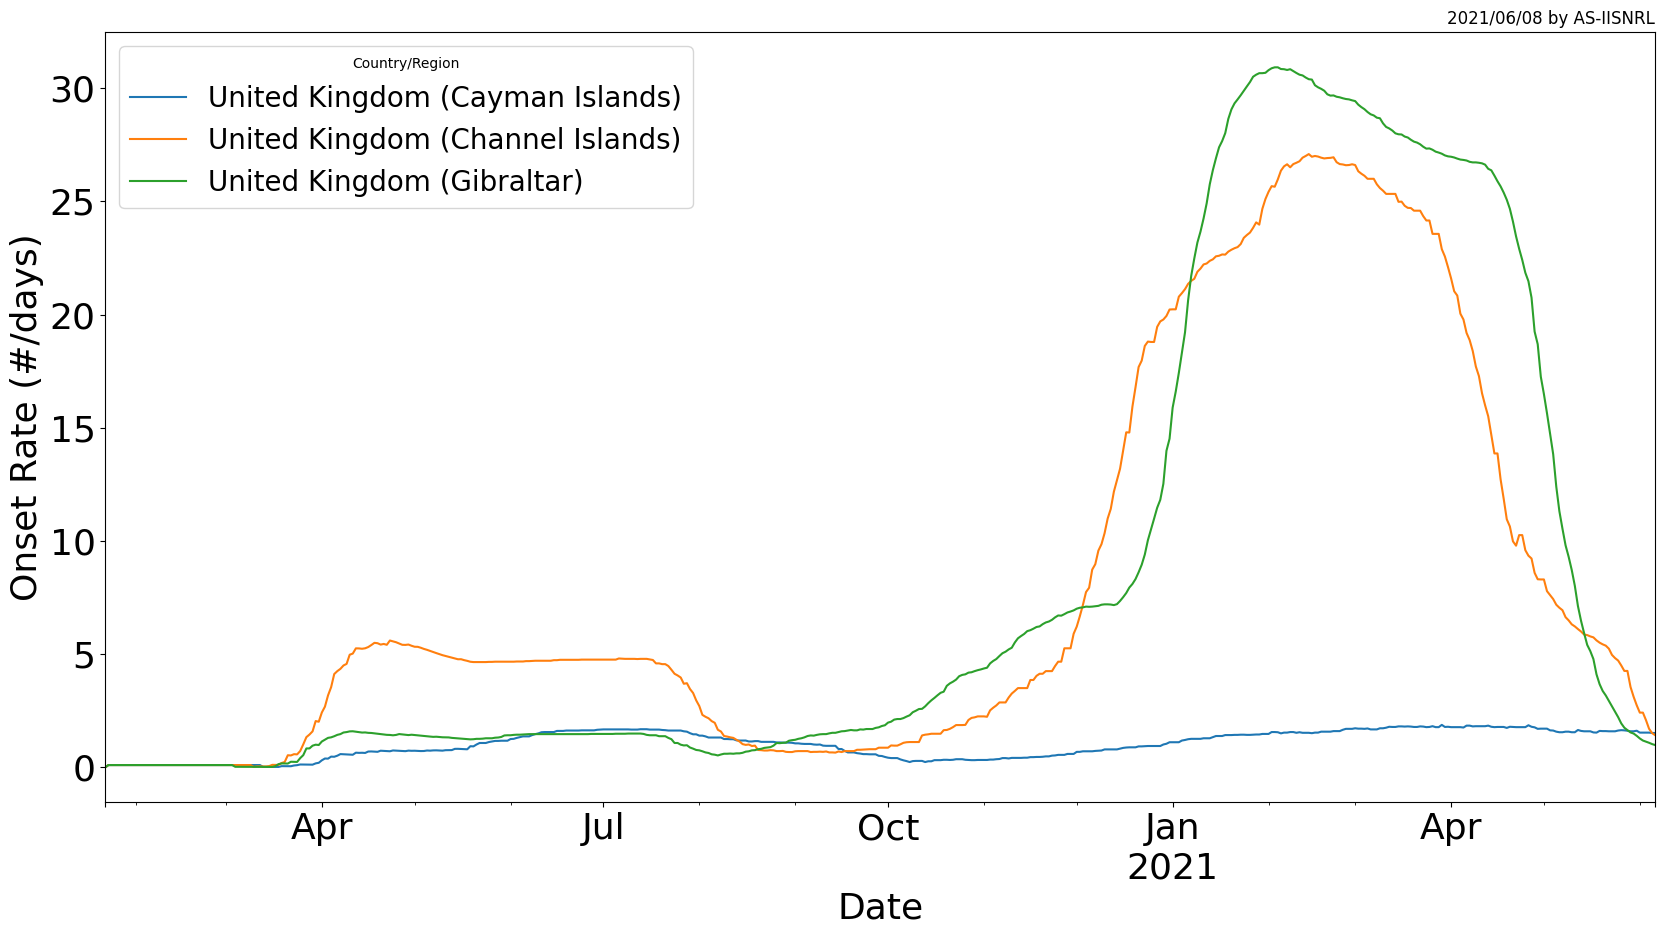 2021/06/08 by AS-IISNRL
Country/Region
United Kingdom (Cayman Islands)
United Kingdom (Channel Islands)
United Kingdom (Gibraltar)
Onset Rate (#/days)
30
25
20
15
10
5
0
Apr Jul Oct Jan Apr
2021
Date